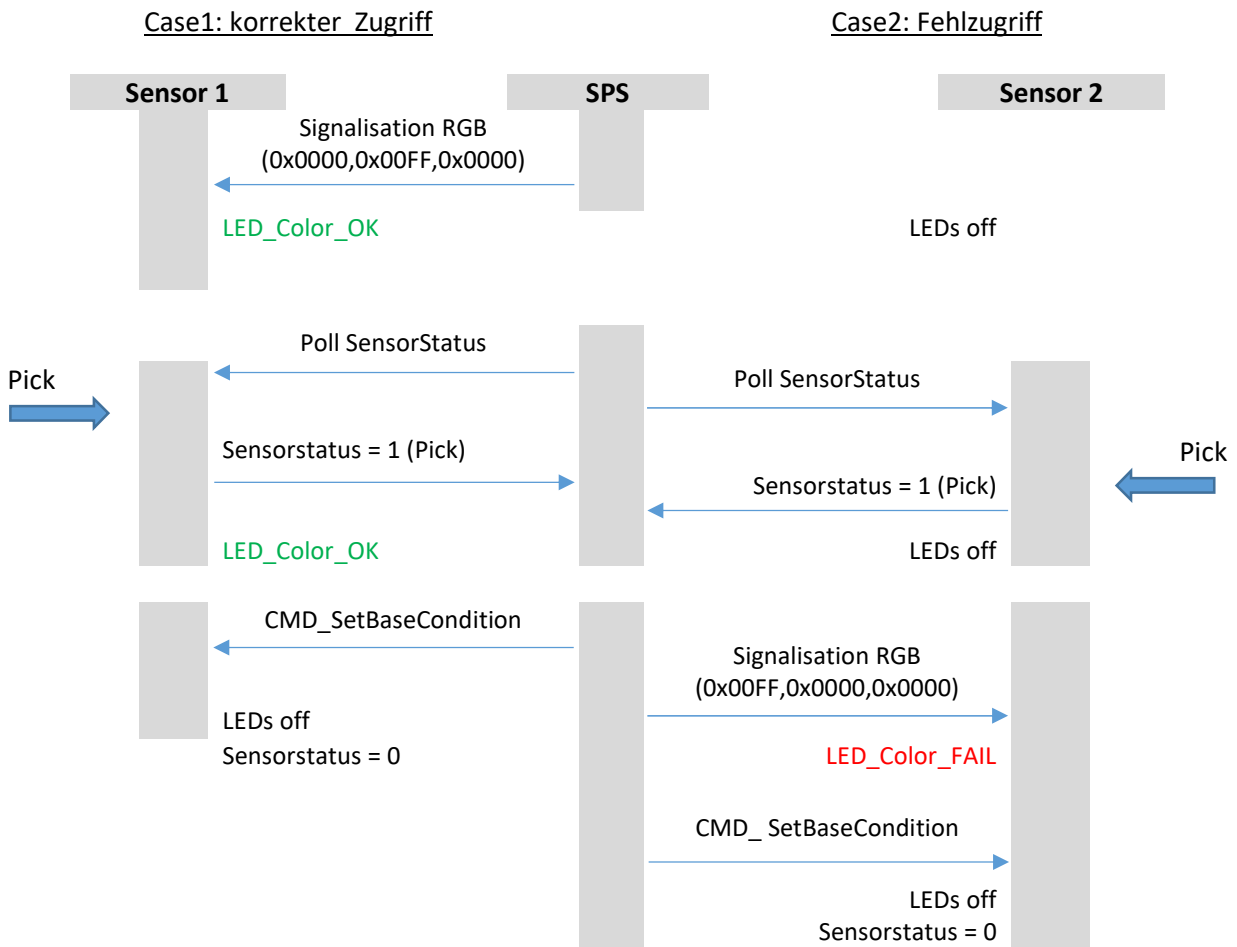 Case1: korrekter Zugriff
Case2: Fehlzugriff
Sensor 1
SPS
Sensor 2
Signalisation RGB
(0x0000,0x00FF,0x0000)
LED_Color_OK
LEDs off
Poll SensorStatus
Poll SensorStatus
Pick
Sensorstatus = 1 (Pick)
Pick
Sensorstatus = 1 (Pick)
LED_Color_OK
LEDs off
CMD_SetBaseCondition
Signalisation RGB
(0x00FF,0x0000,0x0000)
LEDs off
Sensorstatus = 0
LED_Color_FAIL
CMD_ SetBaseCondition
LEDs off
Sensorstatus = 0